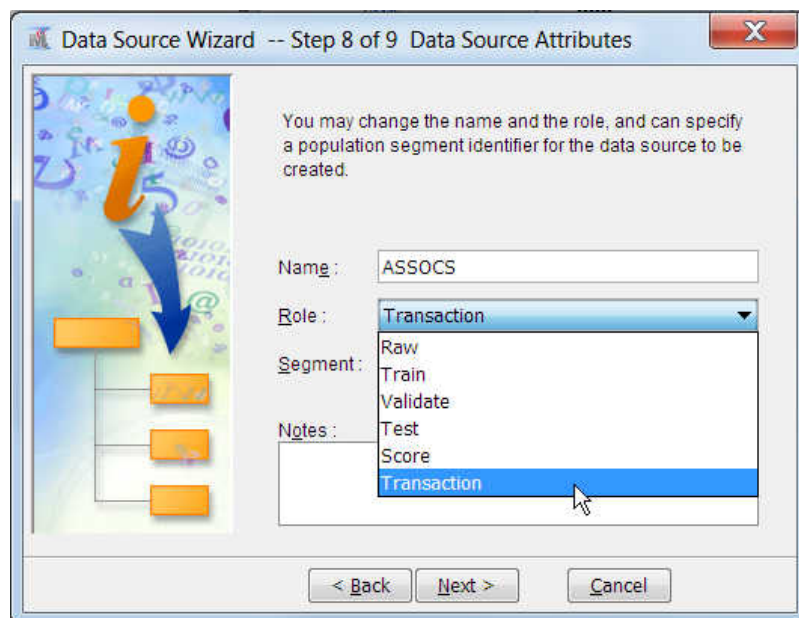 Data Source Wizard -- Step 8 of 9 Data Source Attributes
You may change the name and the role, and can specify
a population segment identifier for the data source to be
created.
Name : ASSOCS
Role : Transaction
Raw
Segment :
Train
Validate
Notes :
Test
Score
Transaction
< Back Next > Cancel